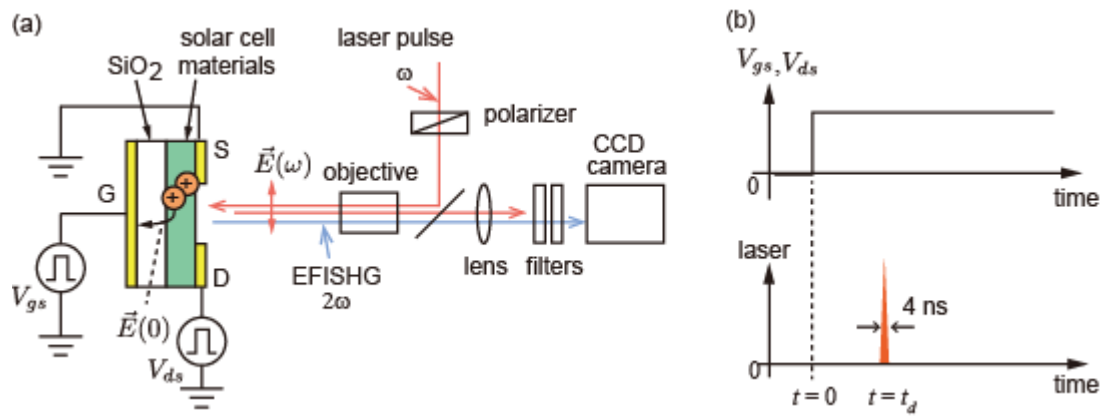 (a)
solar cell
materials
SiO2
laser pulse
ω
polarizer
CCD
camera
S
G
D
E⃗(ω)
objective
lens
filters
EFISHG
2ω
Vgs
E⃗(0)
Vds
+
+
(b)
Vgs, Vds
0
time
laser
4 ns
0
time
t = 0
t = td